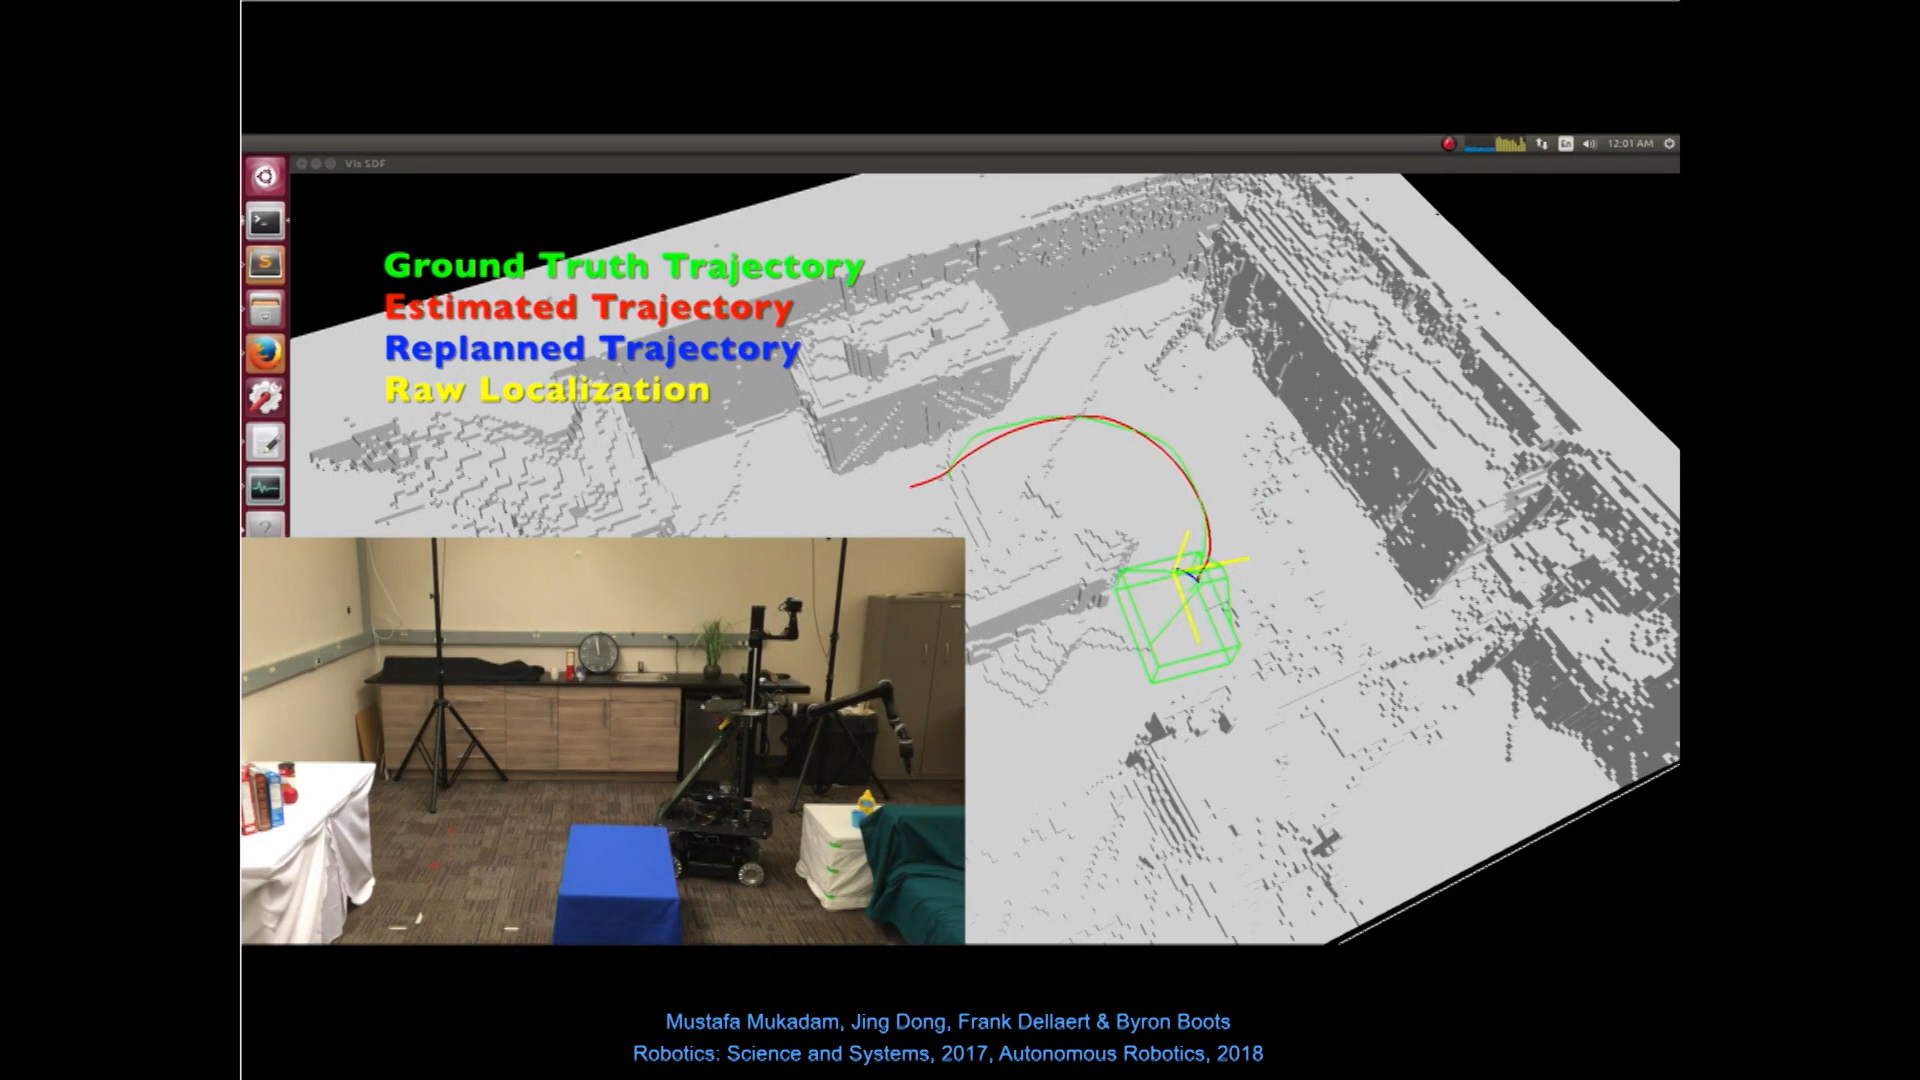 En
12:01 AM
Vis SDF
Ground Truth Trajectory
Estimated Trajectory
Replanned Trajectory
Raw Localization
Mustafa Mukadam, Jing Dong, Frank Dellaert & Byron Boots
Robotics: Science and Systems, 2017, Autonomous Robotics, 2018